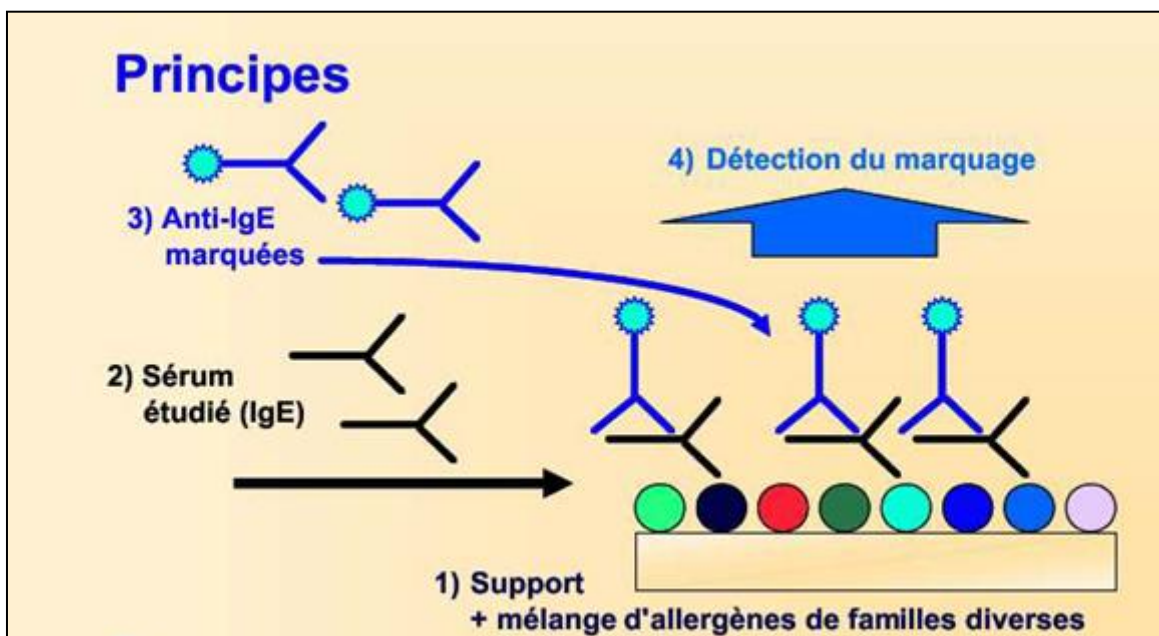 Principes
4) Détection du marquage
3) Anti-IgE
marquées
2) Sérum
étudié (IgE)
1) Support
+ mélange d'allergènes de familles diverses